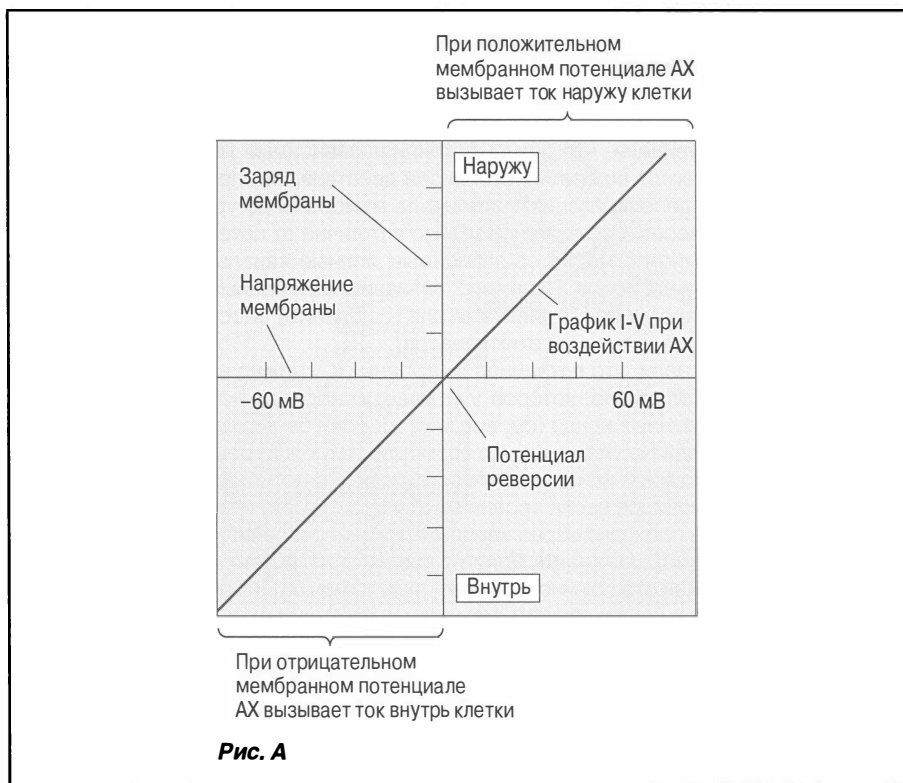 При положительном
мембранном потенциале АХ
вызывает ток наружу клетки
Наружу
Заряд
мембраны
Напряжение
мембраны
График I-V при
воздействии АХ
−60 мВ
60 мВ
Потенциал
реверсии
Внутрь
При отрицательном
мембранном потенциале
АХ вызывает ток внутрь клетки
Рис. А